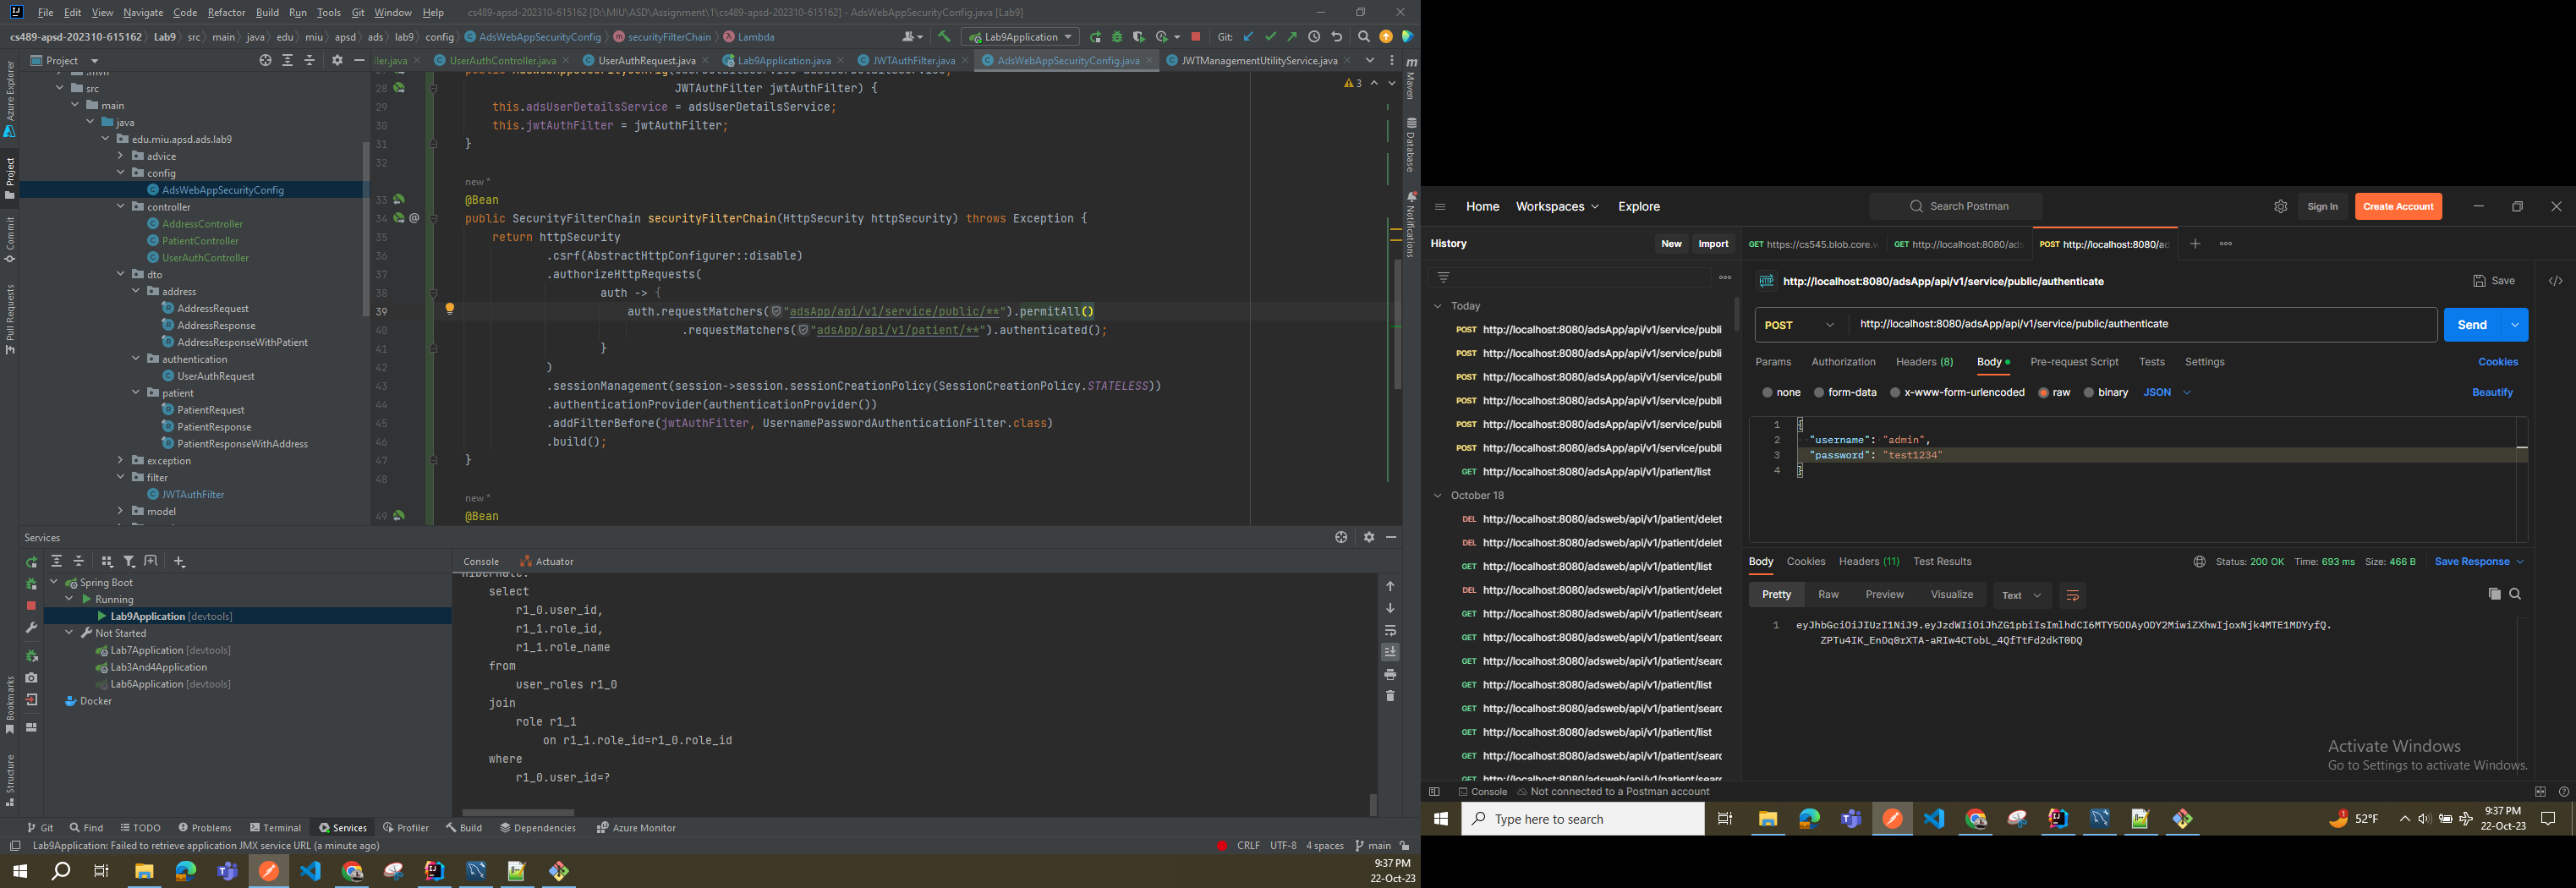 File Edit View Navigate Code Refactor Build Run Tools Git Window Help cs489-apsd-202310-615162 [D:\MIU\ASD\Assignment\1\cs489-apsd-202310-615162] - AdsWebAppSecurityConfig.java [Lab9]
cs489-apsd-202310-615162 src main java edu miu apsd ads lab9 config AdsWebAppSecurityConfig securityFilterChain Lambda
Lab9Application
Git:
Project
ller.java UserAuthController.java UserAuthRequest.java Lab9Application.java JWTAuthFilter.java AdsWebAppSecurityConfig.java JWTManagementUtilityService.java
Azure Explorer
Project
Commit
Pull Requests
Bookmarks
Structure
Maven
Database
Notifications
.mvn
src
main
java
edu.miu.apsd.ads.lab9
advice
config
AdsWebAppSecurityConfig
controller
AddressController
PatientController
UserAuthController
dto
address
AddressRequest
AddressResponse
AddressResponseWithPatient
authentication
UserAuthRequest
patient
PatientRequest
PatientResponse
PatientResponseWithAddress
exception
filter
JWTAuthFilter
model
3
28 JWTAuthFilter jwtAuthFilter) {
29 this.adsUserDetailsService = adsUserDetailsService;
30 this.jwtAuthFilter = jwtAuthFilter;
31 }
32
new *
33 @Bean
34 @ public SecurityFilterChain securityFilterChain(HttpSecurity httpSecurity) throws Exception {
35 return httpSecurity
36 .csrf(AbstractHttpConfigurer::disable)
37 .authorizeHttpRequests(
38 auth -> {
39 auth.requestMatchers("adsApp/api/v1/service/public/**").permitAll()
40 .requestMatchers("adsApp/api/v1/patient/**").authenticated();
41 }
42 )
43 .sessionManagement(session->session.sessionCreationPolicy(SessionCreationPolicy.STATELESS))
44 .authenticationProvider(authenticationProvider())
45 .addFilterBefore(jwtAuthFilter, UsernamePasswordAuthenticationFilter.class)
46 .build();
47 }
48
new *
49 @Bean
Services
Console Actuator
Spring Boot
Running
Lab9Application [devtools]
Not Started
Lab7Application [devtools]
Lab3And4Application
Lab6Application [devtools]
Docker
Hibernate:
select
r1_0.user_id,
r1_1.role_id,
r1_1.role_name
from
user_roles r1_0
join
role r1_1
on r1_1.role_id=r1_0.role_id
where
r1_0.user_id=?
Git Find TODO Problems Terminal Services Profiler Build Dependencies Azure Monitor
Lab9Application: Failed to retrieve application JMX service URL (a minute ago)
CRLF UTF-8 4 spaces main
9:37 PM
22-Oct-23
Home Workspaces Explore
Search Postman
Sign In Create Account
History
New Import
GET https://cs545.blob.core.w GET http://localhost:8080/ads POST http://localhost:8080/ad
Today
POST http://localhost:8080/adsApp/api/v1/service/publi
POST http://localhost:8080/adsApp/api/v1/service/publi
POST http://localhost:8080/adsApp/api/v1/service/publi
POST http://localhost:8080/adsApp/api/v1/service/publi
POST http://localhost:8080/adsApp/api/v1/service/publi
POST http://localhost:8080/adsApp/api/v1/service/publi
GET http://localhost:8080/adsApp/api/v1/patient/list
October 18
DEL http://localhost:8080/adsweb/api/v1/patient/delet
DEL http://localhost:8080/adsweb/api/v1/patient/delet
GET http://localhost:8080/adsweb/api/v1/patient/list
DEL http://localhost:8080/adsweb/api/v1/patient/delet
GET http://localhost:8080/adsweb/api/v1/patient/searc
GET http://localhost:8080/adsweb/api/v1/patient/searc
GET http://localhost:8080/adsweb/api/v1/patient/searc
GET http://localhost:8080/adsweb/api/v1/patient/list
GET http://localhost:8080/adsweb/api/v1/patient/searc
GET http://localhost:8080/adsweb/api/v1/patient/list
GET http://localhost:8080/adsweb/api/v1/patient/searc
GET http://localhost:8080/adsweb/api/v1/patient/searc
HTTP http://localhost:8080/adsApp/api/v1/service/public/authenticate
Save
POST http://localhost:8080/adsApp/api/v1/service/public/authenticate
Send
Params Authorization Headers (8) Body Pre-request Script Tests Settings Cookies
none form-data x-www-form-urlencoded raw binary JSON Beautify
1 {
2 "username": "admin",
3 "password": "test1234"
4 }
Body Cookies Headers (11) Test Results
Status: 200 OK Time: 693 ms Size: 466 B Save Response
Pretty Raw Preview Visualize Text
1 eyJhbGciOiJIUzI1NiJ9.eyJzdWIiOiJhZG1pbiIsImlhdCI6MTY5ODAyODY2MiwiZXhwIjoxNjk4MTE1MDYyfQ.
ZPTu4IK_EnDq0rXTA-aRIw4CTobL_4QfTtFd2dkT0DQ
Activate Windows
Go to Settings to activate Windows.
Console Not connected to a Postman account
Type here to search
52°F
9:37 PM
22-Oct-23